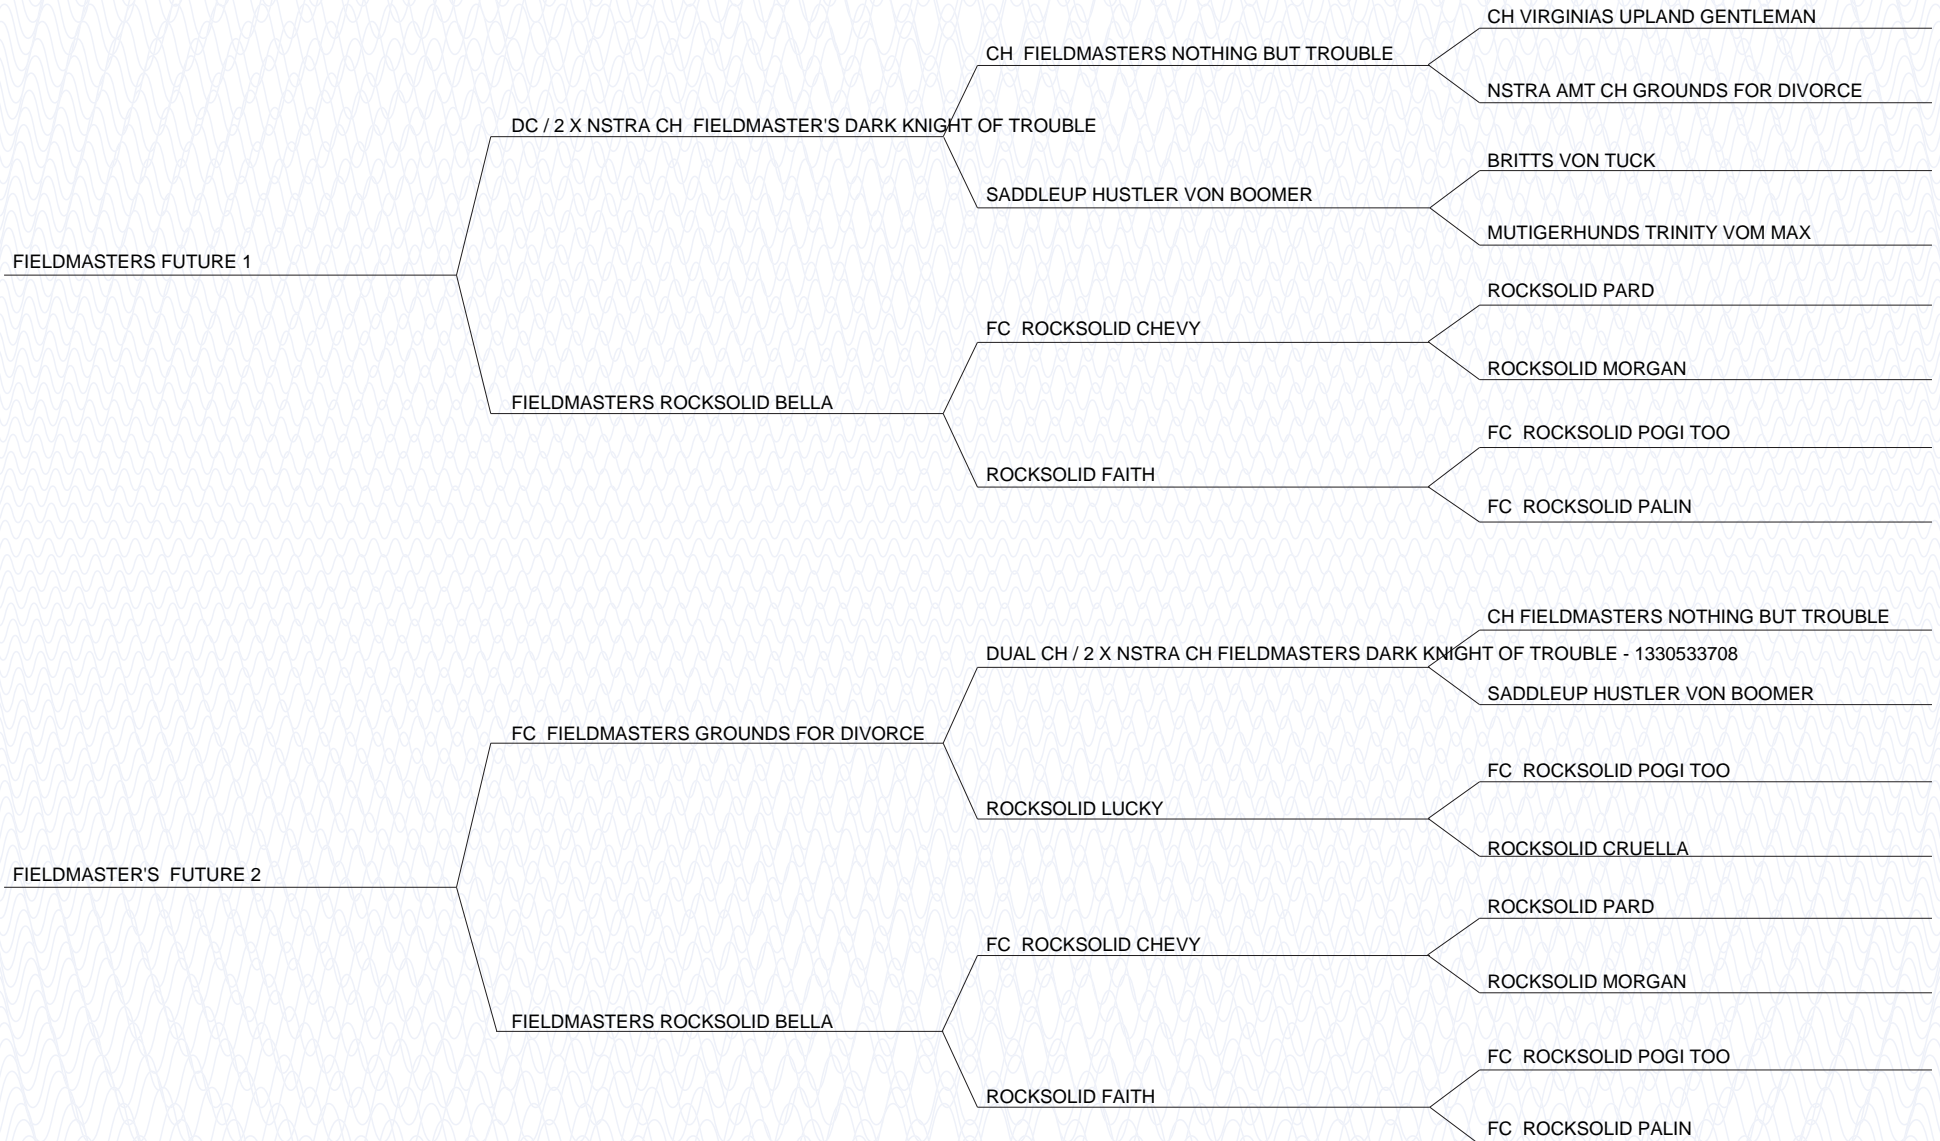 CH VIRGINIAS UPLAND GENTLEMAN
CH  FIELDMASTERS NOTHING BUT TROUBLE
NSTRA AMT CH GROUNDS FOR DIVORCE
DC / 2 X NSTRA CH  FIELDMASTER'S DARK KNIGHT OF TROUBLE
BRITTS VON TUCK
SADDLEUP HUSTLER VON BOOMER
MUTIGERHUNDS TRINITY VOM MAX
FIELDMASTERS FUTURE 1
ROCKSOLID PARD
FC  ROCKSOLID CHEVY
ROCKSOLID MORGAN
FIELDMASTERS ROCKSOLID BELLA
FC  ROCKSOLID POGI TOO
ROCKSOLID FAITH
FC  ROCKSOLID PALIN
CH FIELDMASTERS NOTHING BUT TROUBLE
DUAL CH / 2 X NSTRA CH FIELDMASTERS DARK KNIGHT OF TROUBLE - 1330533708
SADDLEUP HUSTLER VON BOOMER
FC  FIELDMASTERS GROUNDS FOR DIVORCE
FC  ROCKSOLID POGI TOO
ROCKSOLID LUCKY
ROCKSOLID CRUELLA
FIELDMASTER'S  FUTURE 2
ROCKSOLID PARD
FC  ROCKSOLID CHEVY
ROCKSOLID MORGAN
FIELDMASTERS ROCKSOLID BELLA
FC  ROCKSOLID POGI TOO
ROCKSOLID FAITH
FC  ROCKSOLID PALIN